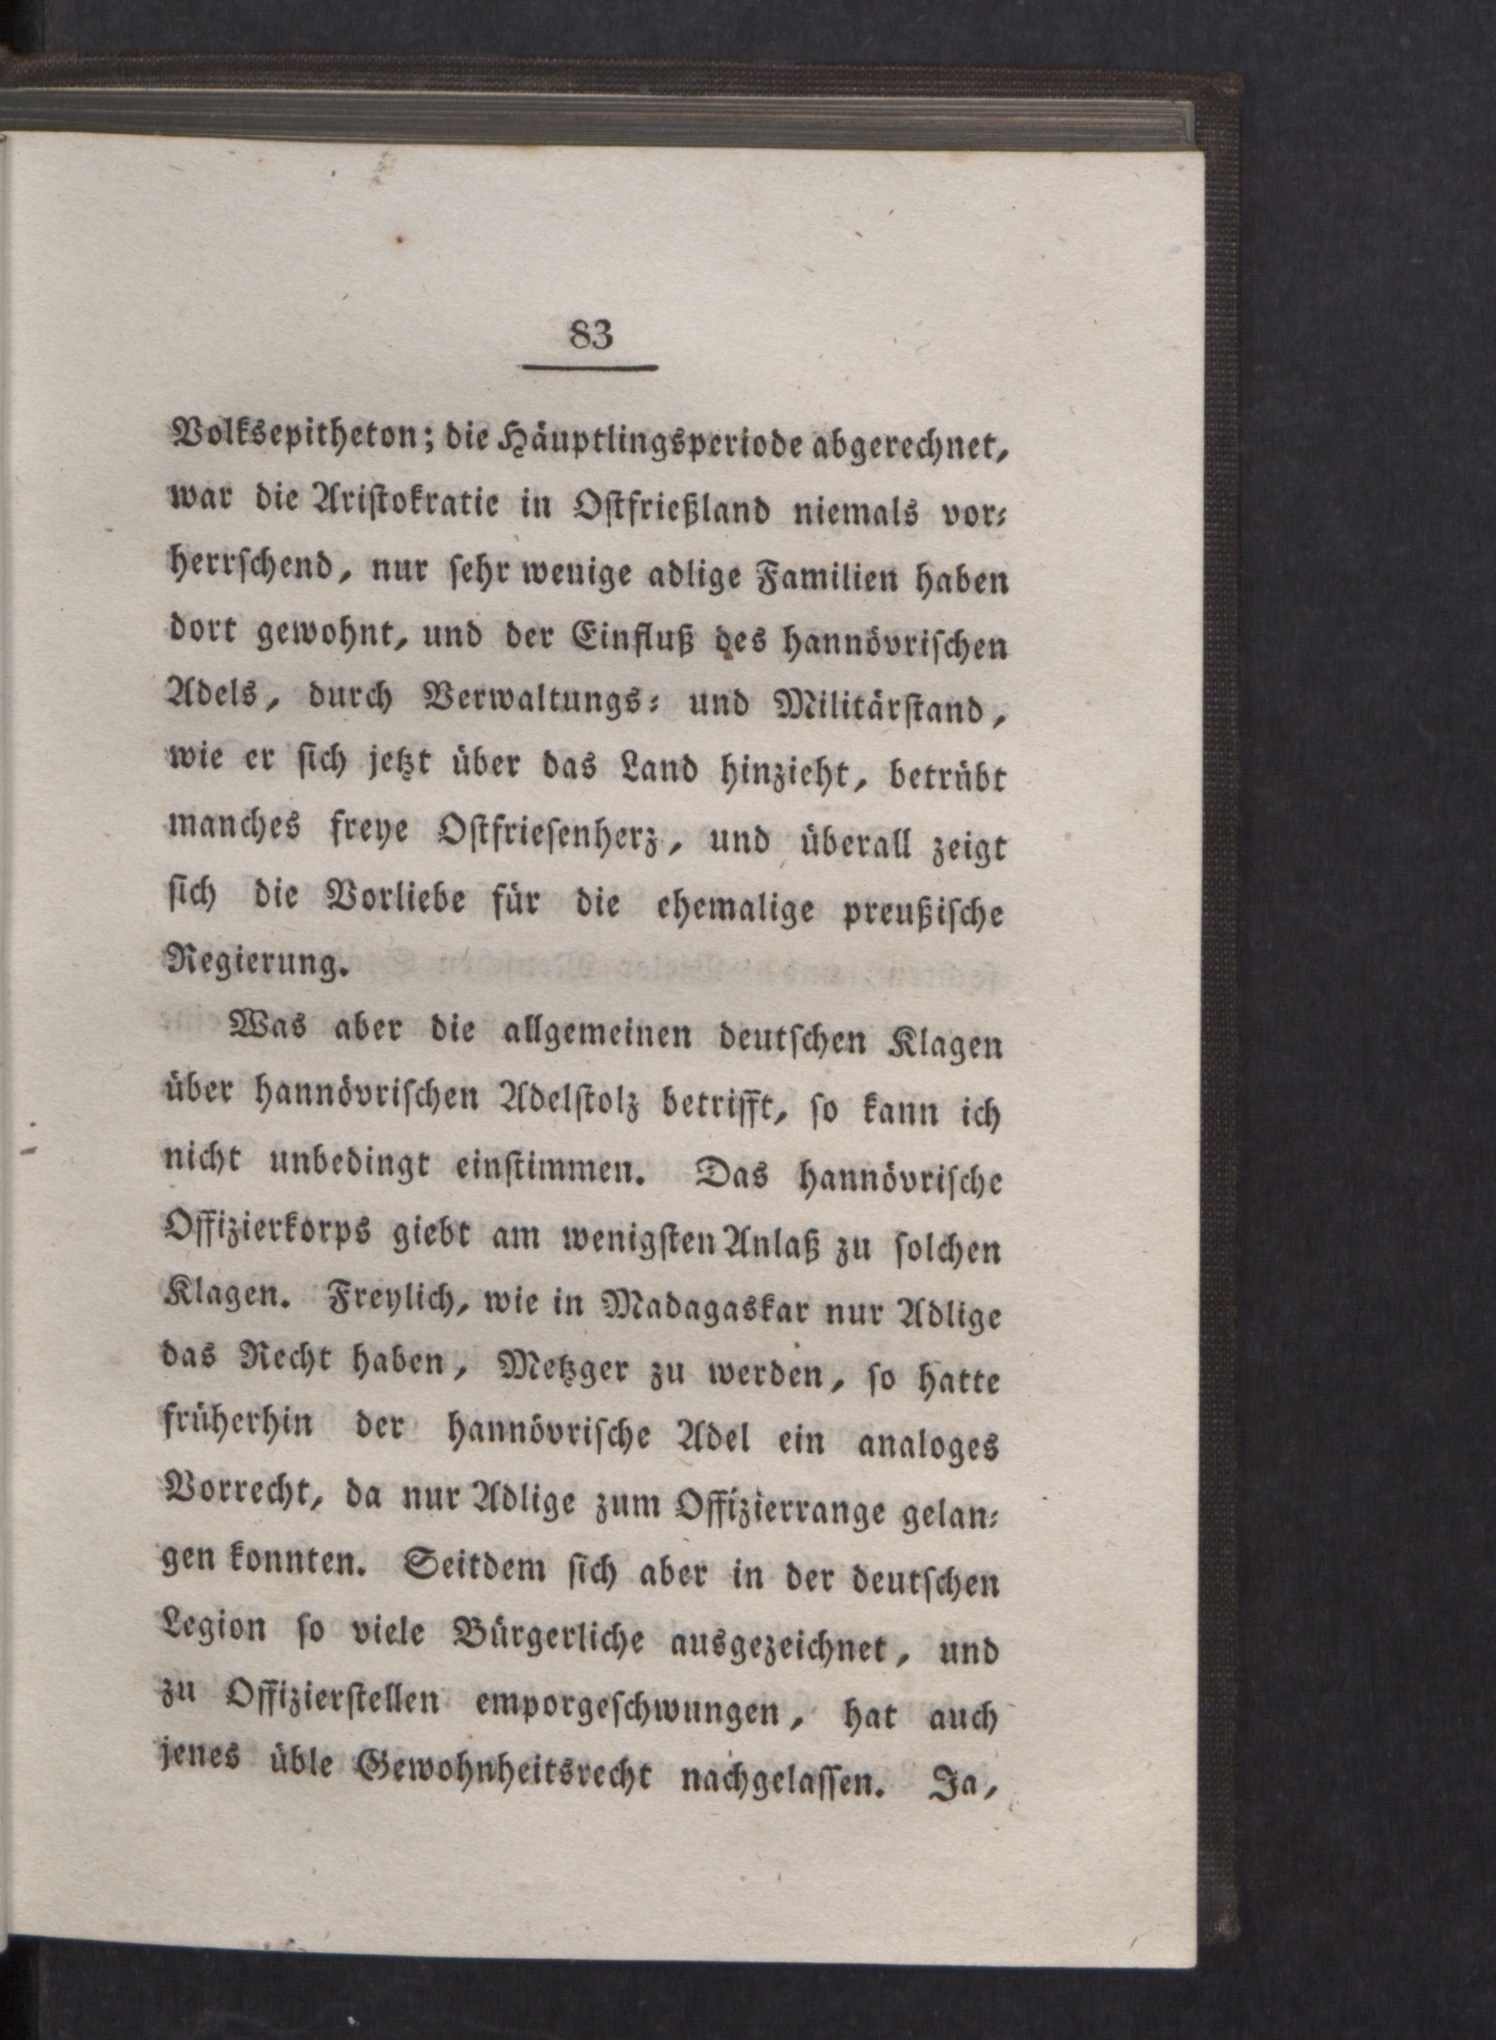 83
Volksepitheton; die Häuptlingsperiode abgerechnet,
war die Ariſtokratie in Oſtfrießland niemals vor⸗
herrſchend, nur ſehr wenige adlige Familien haben
dort gewohnt, und der Einfluß des hannövriſchen
Adels, durch Verwaltungs⸗ und Militärſtand,
wie er ſich jetzt über das Land hinzieht, betrübt
manches freye Oſtfrieſenherz, und überall zeigt
ſich die Vorliebe für die ehemalige preußiſche
Regierung.
Was aber die allgemeinen deutſchen Klagen
über hannövriſchen Adelſtolz betrifft, ſo kann ich
nicht unbedingt einſtimmen. Das hannövriſche
Offizierkorps giebt am wenigſten Anlaß zu ſolchen
Klagen. Freylich, wie in Madagaskar nur Adlige
das Recht haben, Metzger zu werden, ſo hatte
früherhin der hannövriſche Adel ein analoges
Vorrecht, da nur Adlige zum Offizierrange gelan⸗
gen konnten. Seitdem ſich aber in der deutſchen
Legion ſo viele Bürgerliche ausgezeichnet, und
zu Offizierſtellen emporgeſchwungen, hat auch
jenes üble Gewohnheitsrecht nachgelaſſen. Ja,